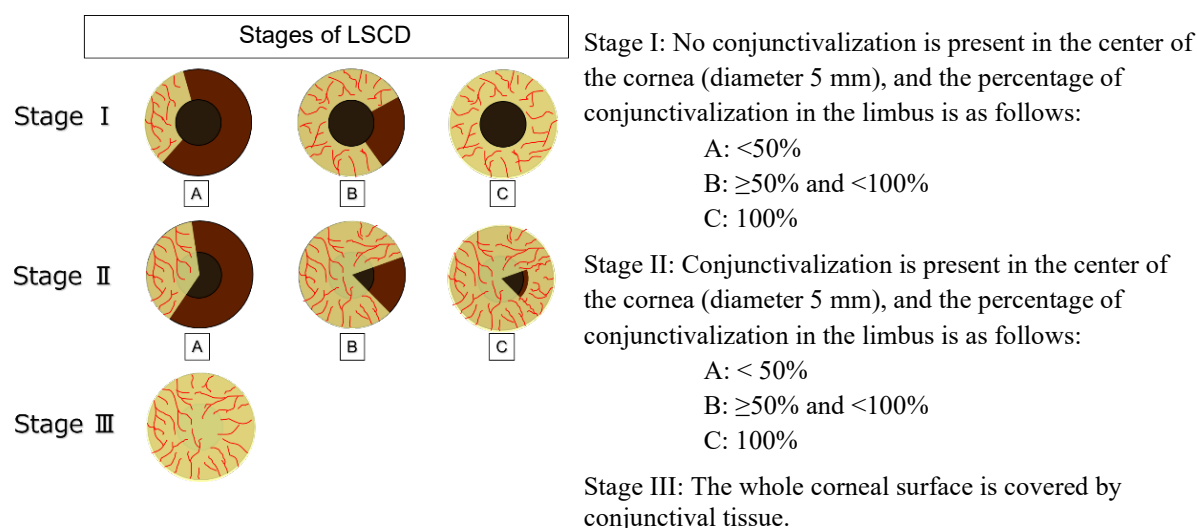 Stages of LSCD
Stage Ⅰ
A
B
C
Stage Ⅱ
A
B
C
Stage Ⅲ
Stage I: No conjunctivalization is present in the center of
the cornea (diameter 5 mm), and the percentage of
conjunctivalization in the limbus is as follows:
A: <50%
B: ≥50% and <100%
C: 100%
Stage II: Conjunctivalization is present in the center of
the cornea (diameter 5 mm), and the percentage of
conjunctivalization in the limbus is as follows:
A: < 50%
B: ≥50% and <100%
C: 100%
Stage III: The whole corneal surface is covered by
conjunctival tissue.